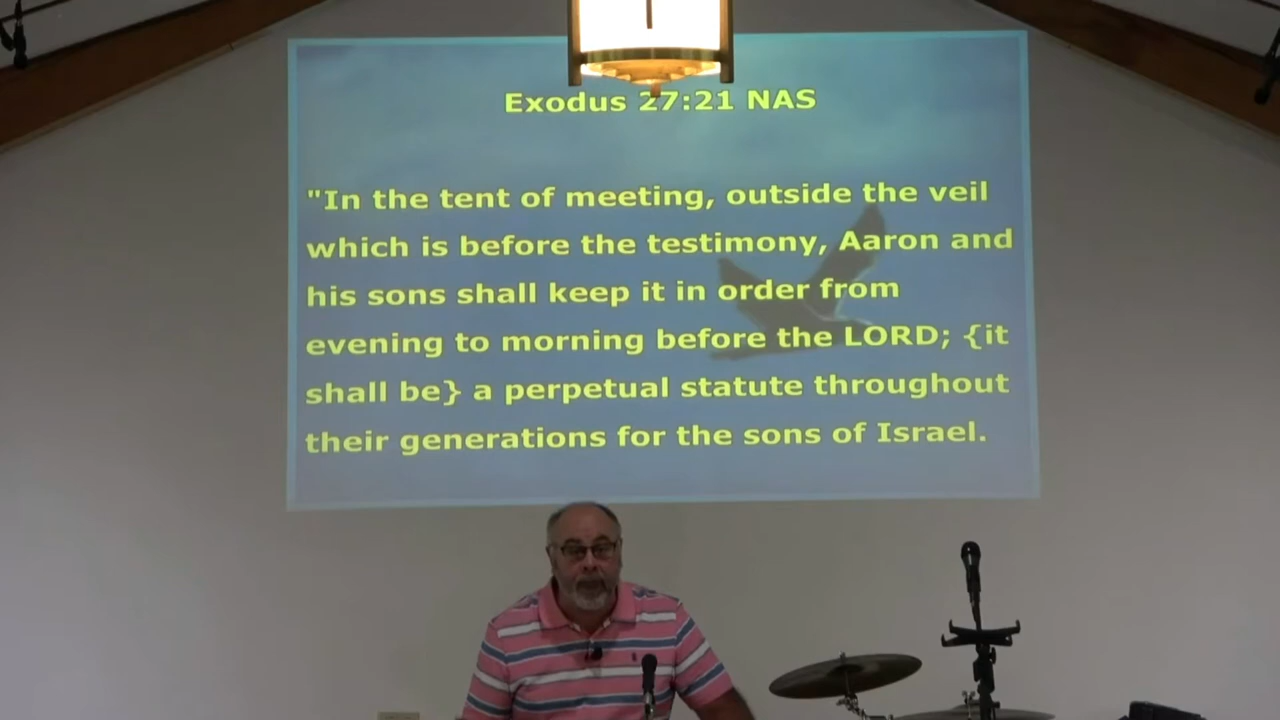 Exodus 27:21 NAS
"In the tent of meeting, outside the veil
which is before the testimony, Aaron and
his sons shall keep it in order from
evening to morning before the LORD; {it
shall be} a perpetual statute throughout
their generations for the sons of Israel.